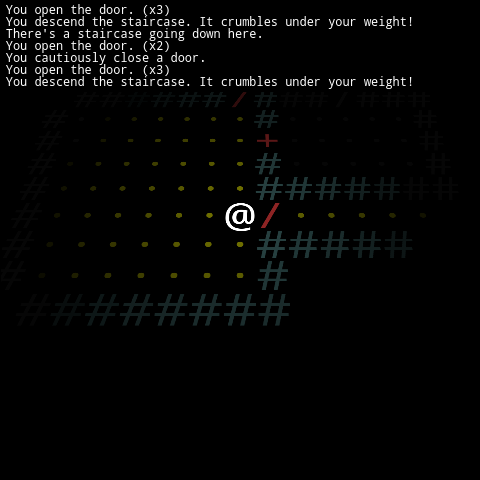 You open the door. (x3)
You descend the staircase. It crumbles under your weight!
There's a staircase going down here.
You open the door. (x2)
You cautiously close a door.
You open the door. (x3)
You descend the staircase. It crumbles under your weight!